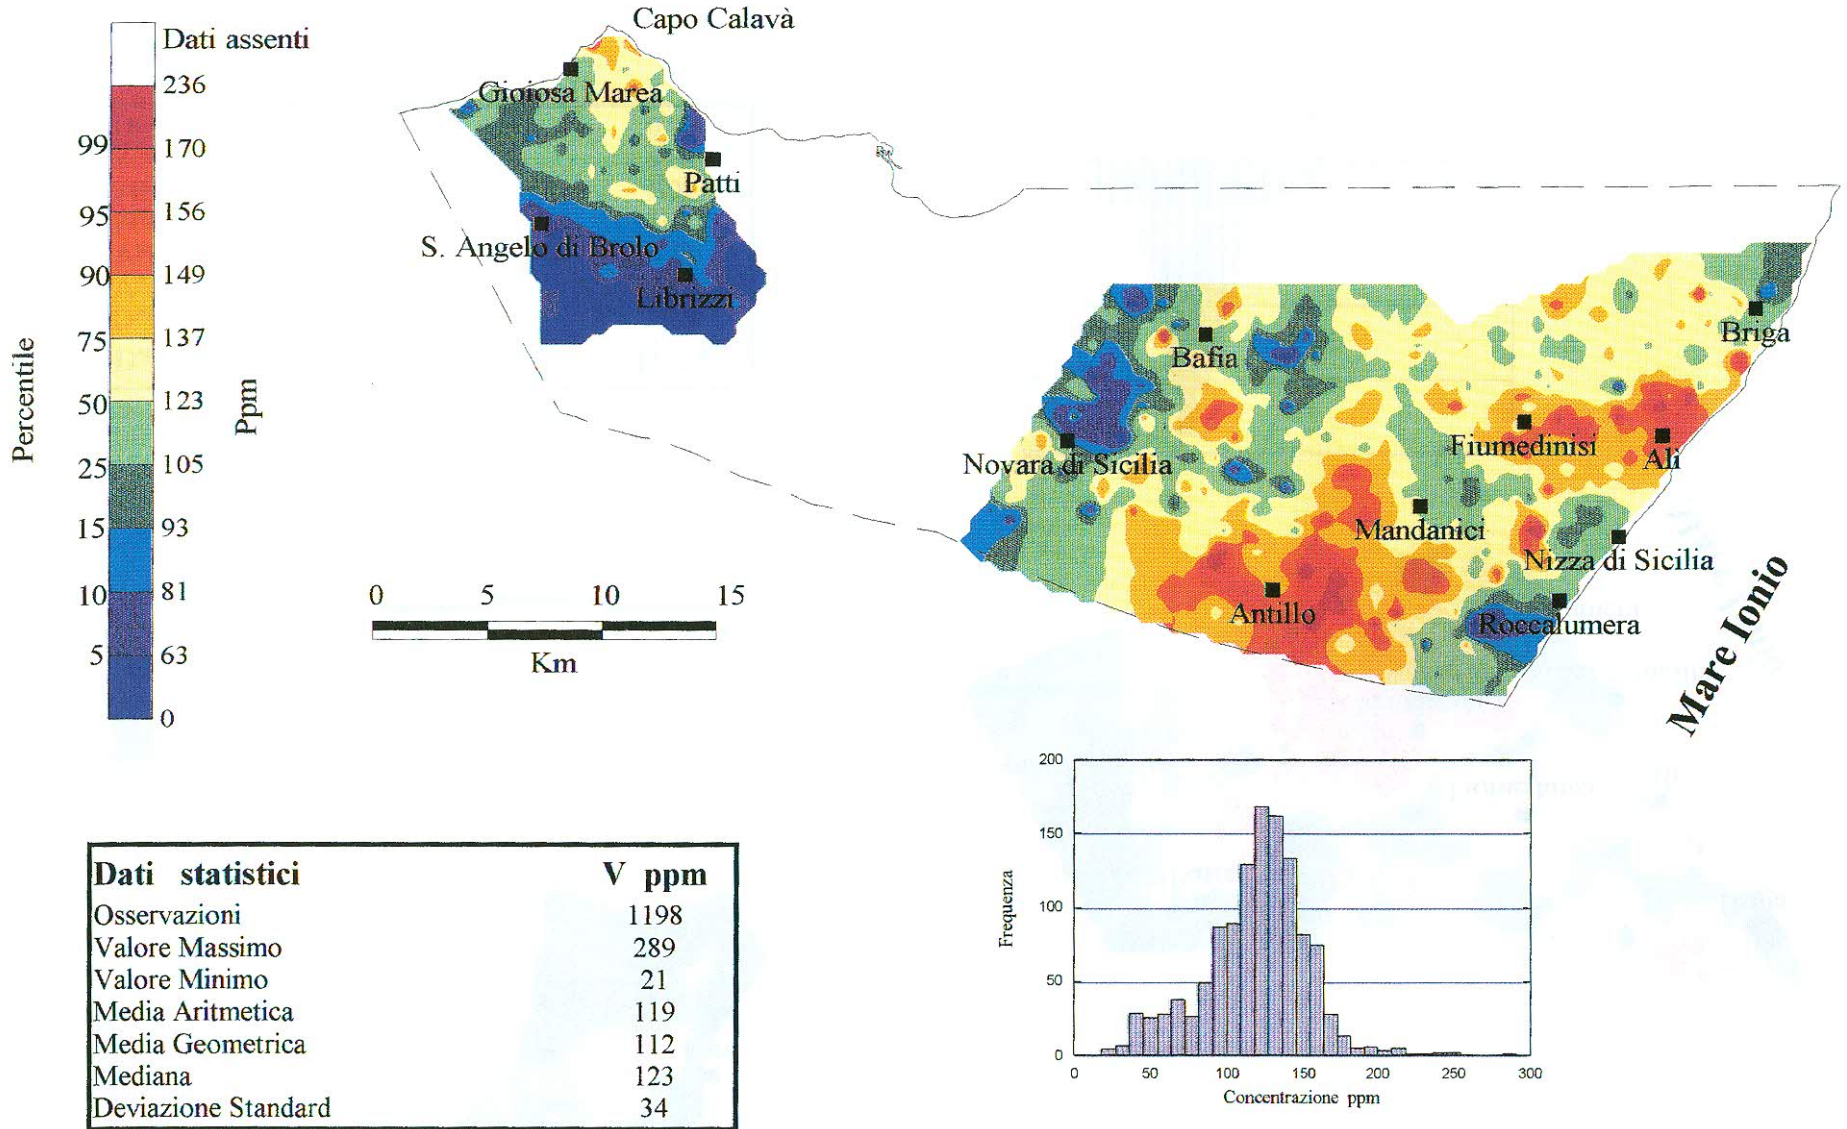 Capo Calavà
Dati assenti
236
Gioiosa Marea
99
170
Patti
95
156
S. Angelo di Brolo
90
149
Librizzi
Briga
75
137
Bafia
Percentile
Ppm
50
123
Fiumedinisi
Alì
25
105
Novara di Sicilia
15
93
Mandanici
Nizza di Sicilia
10
81
0 5 10 15
Km
Antillo
Roccalumera
Mare Ionio
5
63
0
Dati statistici V ppm
Osservazioni 1198
Valore Massimo 289
Valore Minimo 21
Media Aritmetica 119
Media Geometrica 112
Mediana 123
Deviazione Standard 34
200
150
100
50
0
Frequenza
0 50 100 150 200 250 300
Concentrazione ppm